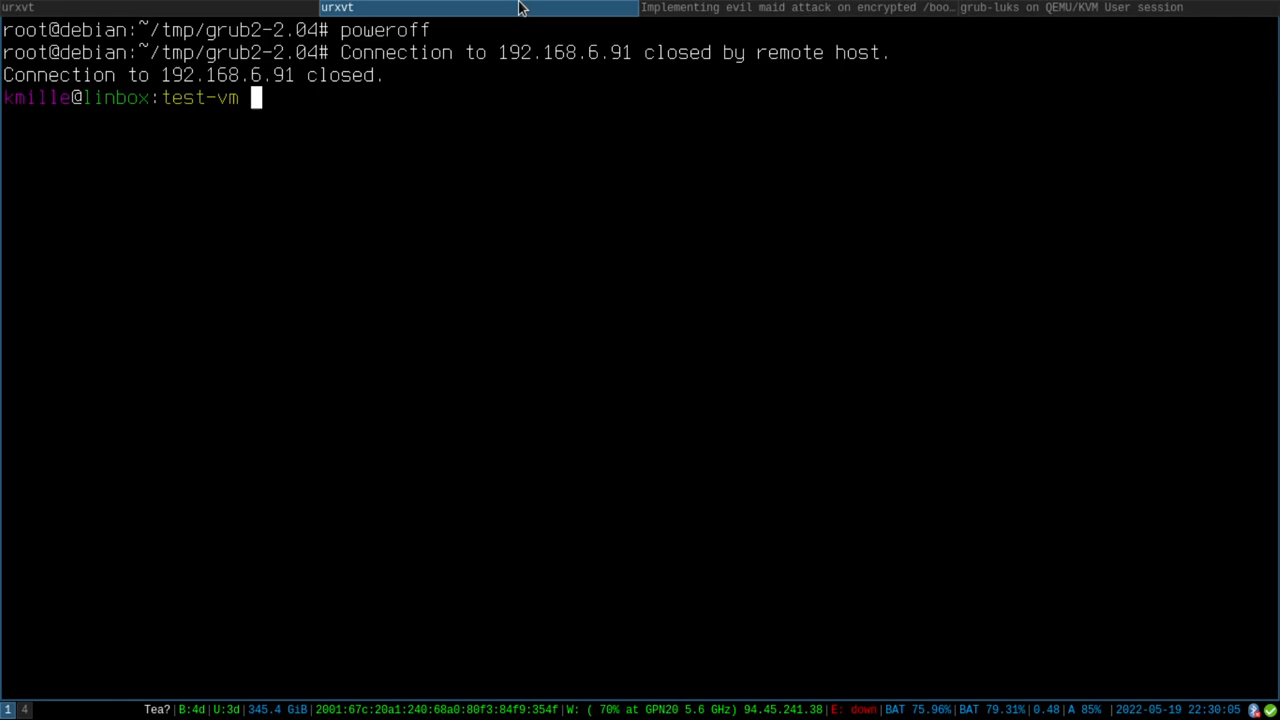 urxvt urxvt Implementing evil maid attack on encrypted /boo… grub-luks on QEMU/KVM User session
root@debian:~/tmp/grub2-2.04# poweroff
root@debian:~/tmp/grub2-2.04# Connection to 192.168.6.91 closed by remote host.
Connection to 192.168.6.91 closed.
kmille@linbox:test-vm
1 4 Tea?|B:4d|U:3d|345.4 GiB|2001:67c:20a1:240:68a0:80f3:84f9:354f|W: ( 70% at GPN20 5.6 GHz) 94.45.241.38|E: down|BAT 75.96%|BAT 79.31%|0.48|A 85% |2022-05-19 22:30:05